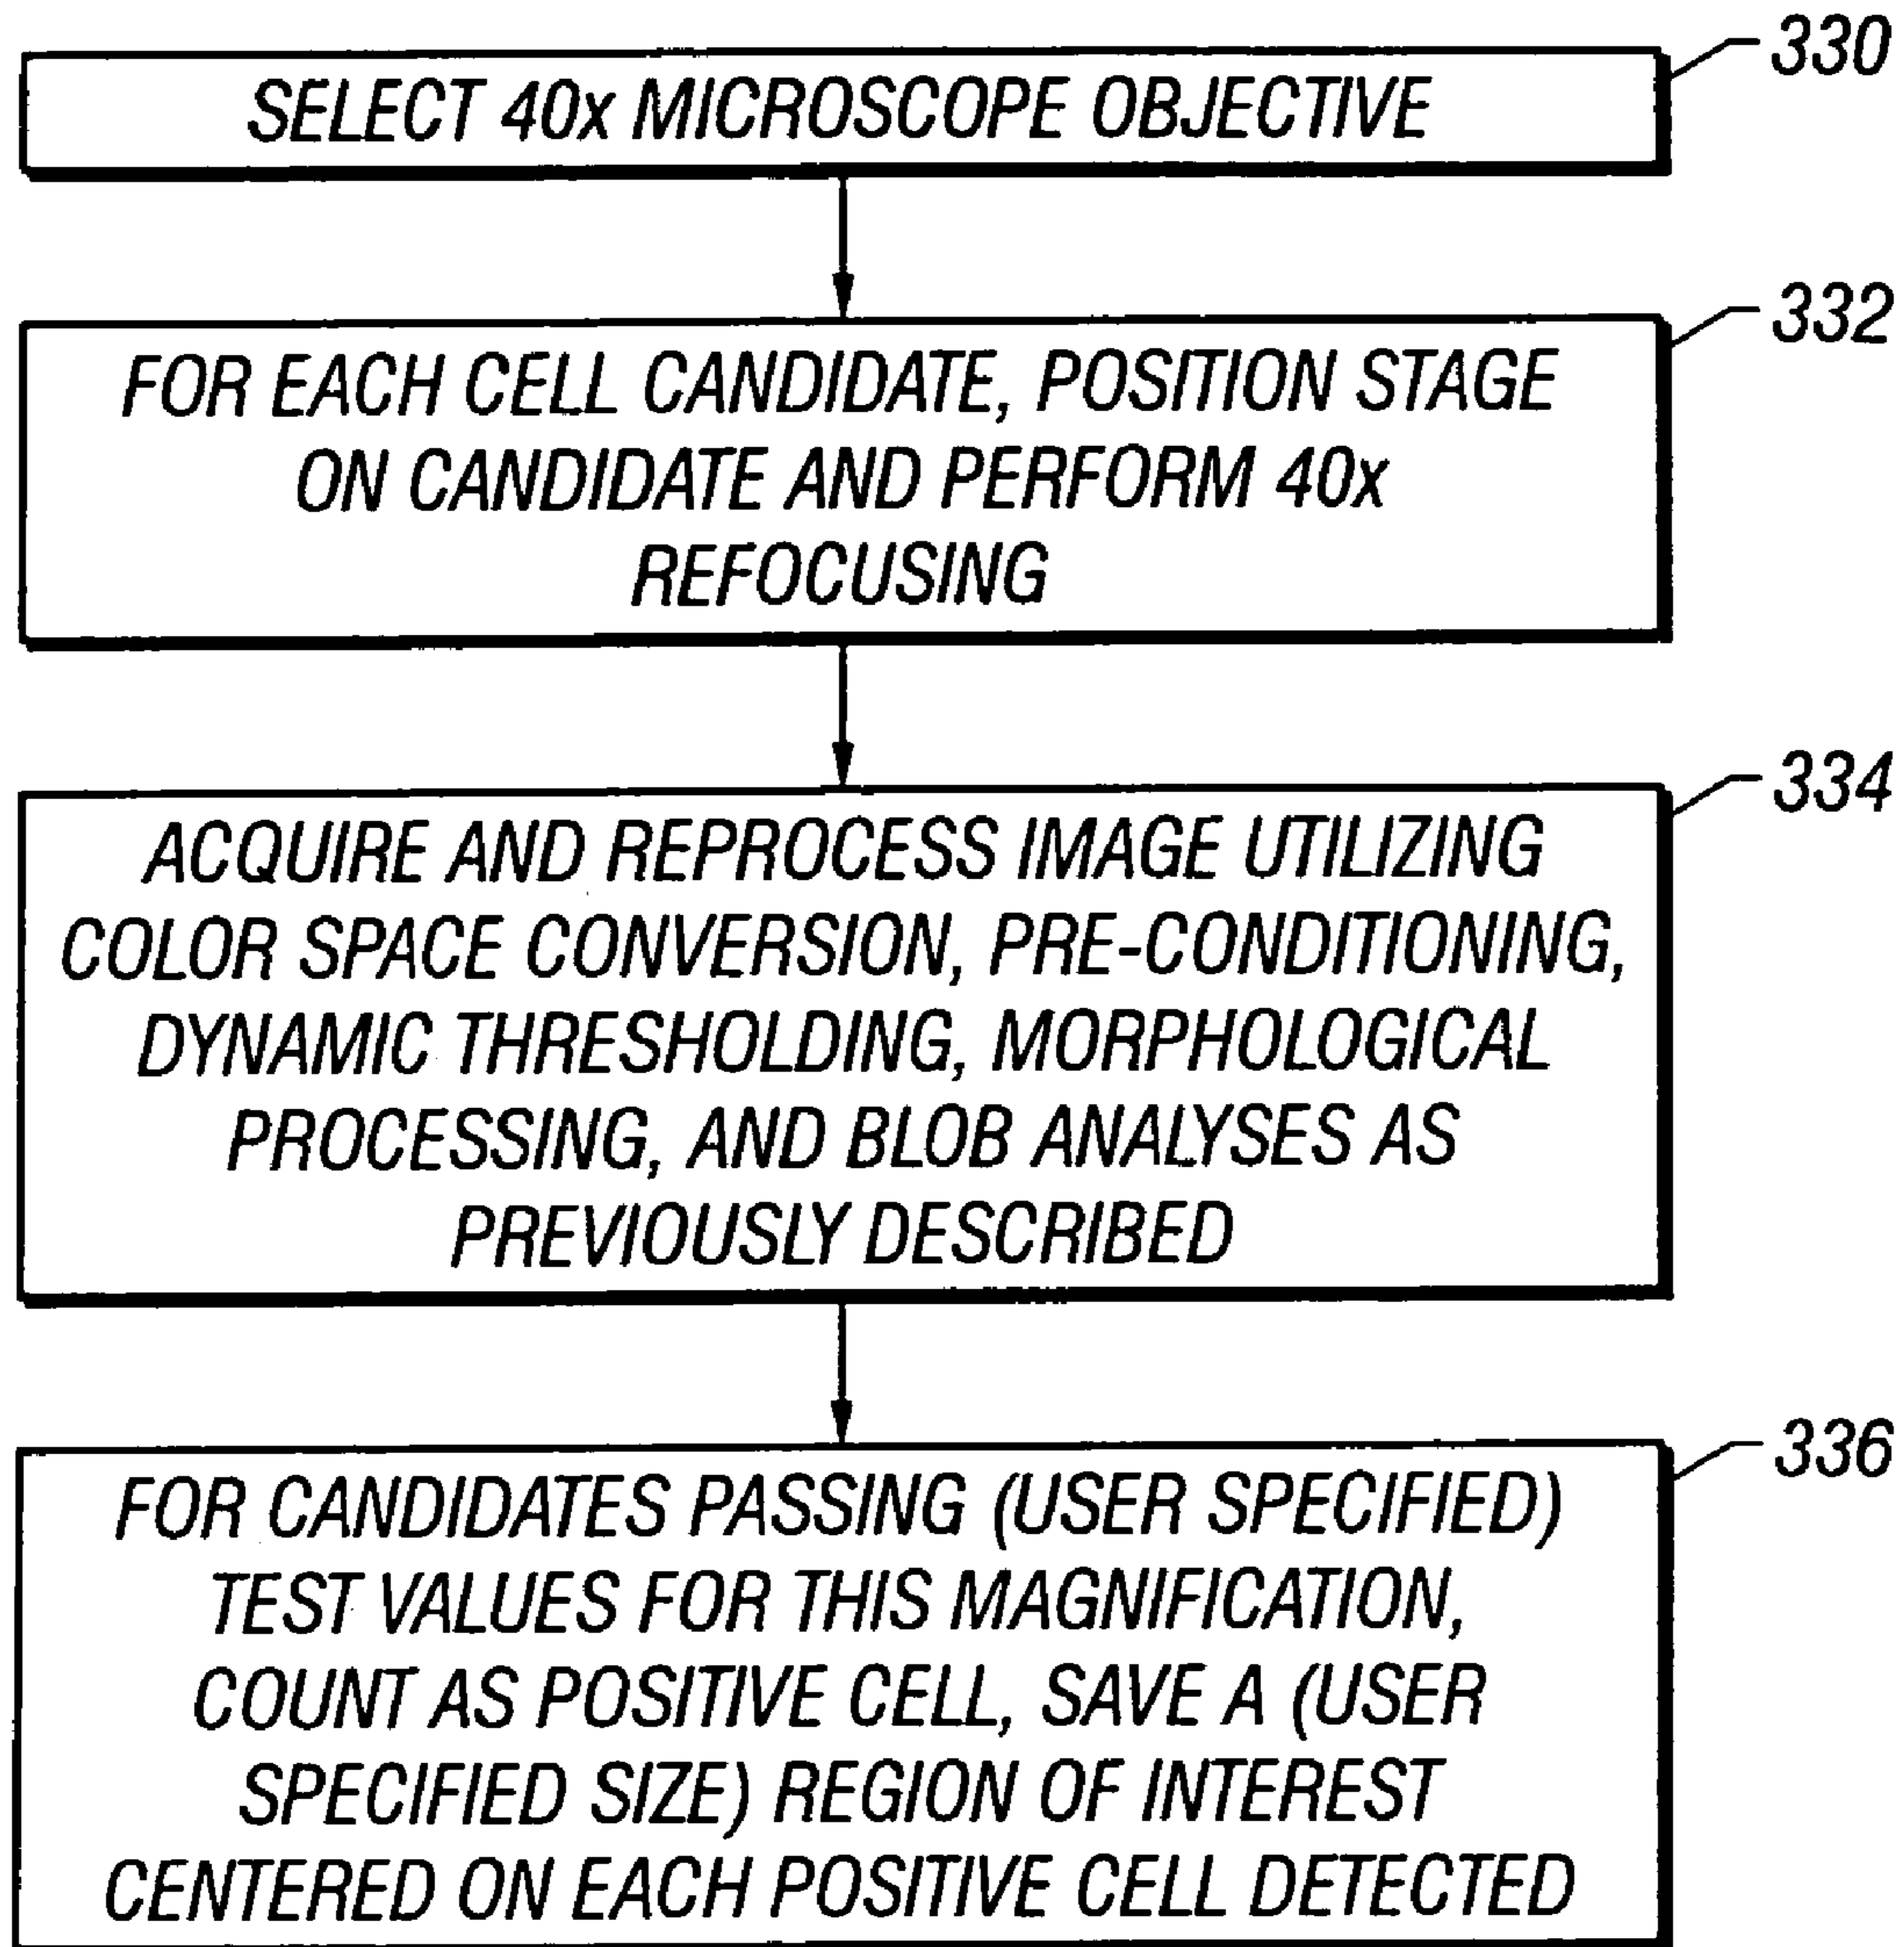 330
SELECT 40x MICROSCOPE OBJECTIVE
332
FOR EACH CELL CANDIDATE, POSITION STAGE
ON CANDIDATE AND PERFORM 40x
REFOCUSING
334
ACQUIRE AND REPROCESS IMAGE UTILIZING
COLOR SPACE CONVERSION, PRE-CONDITIONING,
DYNAMIC THRESHOLDING, MORPHOLOGICAL
PROCESSING, AND BLOB ANALYSES AS
PREVIOUSLY DESCRIBED
336
FOR CANDIDATES PASSING (USER SPECIFIED)
TEST VALUES FOR THIS MAGNIFICATION,
COUNT AS POSITIVE CELL, SAVE A (USER
SPECIFIED SIZE) REGION OF INTEREST
CENTERED ON EACH POSITIVE CELL DETECTED